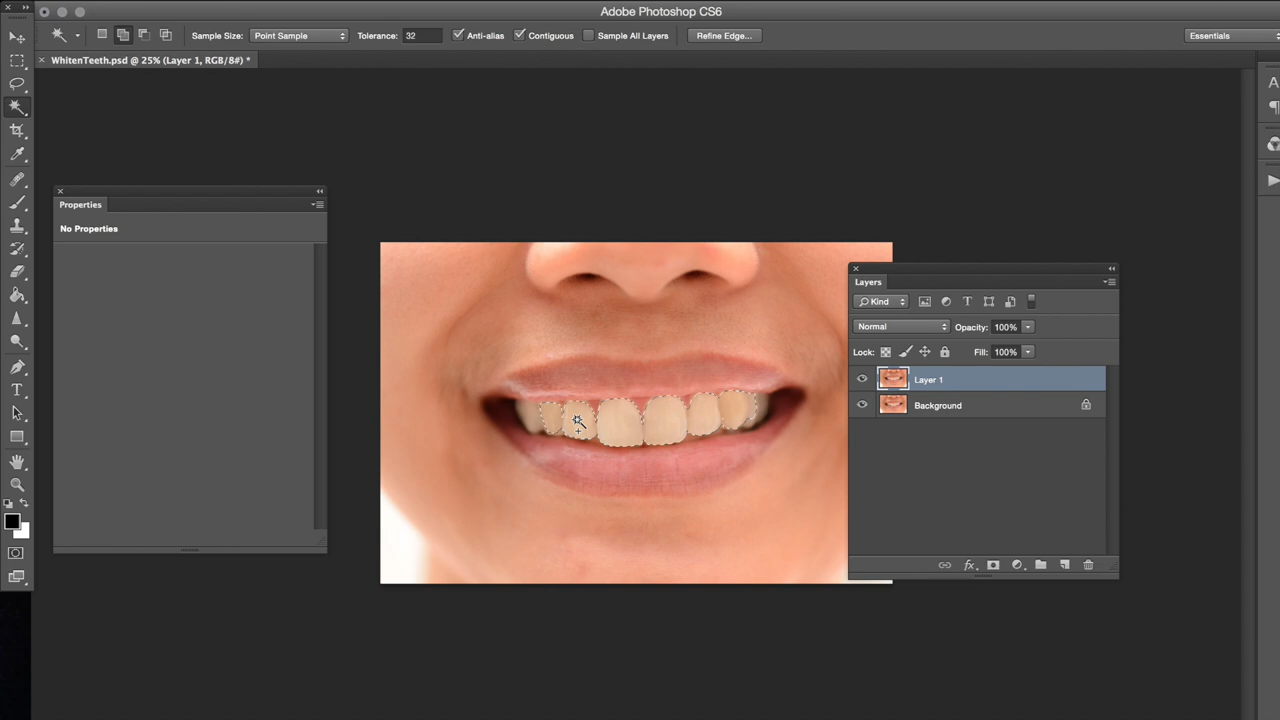 Adobe Photoshop CS6
Sample Size: Point Sample Tolerance: 32 Anti-alias Contiguous Sample All Layers Refine Edge... Essentials
WhitenTeeth.psd @ 25% (Layer 1, RGB/8#) *
Properties
No Properties
Layers
Kind
Normal Opacity: 100%
Lock: Fill: 100%
Layer 1
Background